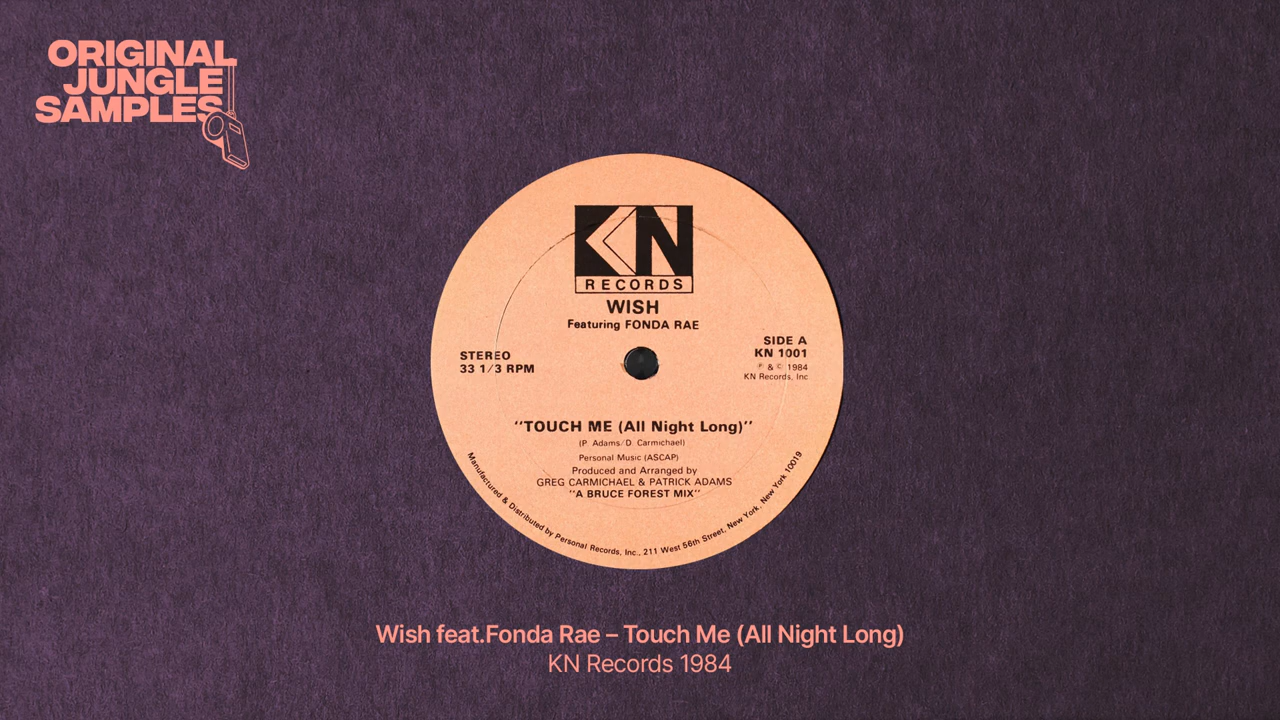 ORIGINAL
JUNGLE
SAMPLES
KN
RECORDS
WISH
Featuring FONDA RAE
STEREO
33 1/3 RPM
SIDE A
KN 1001
℗ & © 1984
KN Records, Inc
"TOUCH ME (All Night Long)"
(P. Adams/D. Carmichael)
Personal Music (ASCAP)
Produced and Arranged by
GREG CARMICHAEL & PATRICK ADAMS
"A BRUCE FOREST MIX"
Manufactured & Distributed by Personal Records, Inc., 211 West 56th Street, New York, New York 10019
Wish feat.Fonda Rae – Touch Me (All Night Long)
KN Records 1984